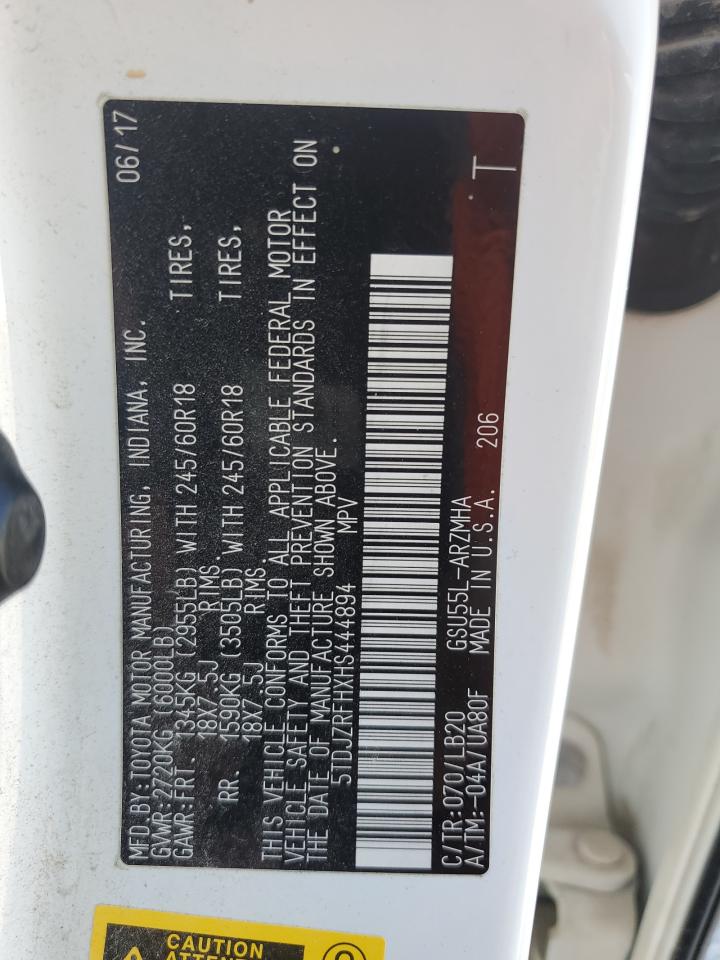 MFD BY:TOYOTA MOTOR MANUFACTURING, INDIANA, INC. 06/17
GVWR:2720KG (6000LB)
GAWR:FRT. 1345KG (2955LB) WITH 245/60R18 TIRES,
18X7.5J RIMS.
RR. 1590KG (3505LB) WITH 245/60R18 TIRES,
18X7.5J RIMS.
THIS VEHICLE CONFORMS TO ALL APPLICABLE FEDERAL MOTOR
VEHICLE SAFETY AND THEFT PREVENTION STANDARDS IN EFFECT ON
THE DATE OF MANUFACTURE SHOWN ABOVE.
5TDJZRFHXHS444894 MPV
C/TR:070/LB20 GSU55L-ARZMHA
A/TM:-04A/UA80F MADE IN U.S.A. 206 T
CAUTION